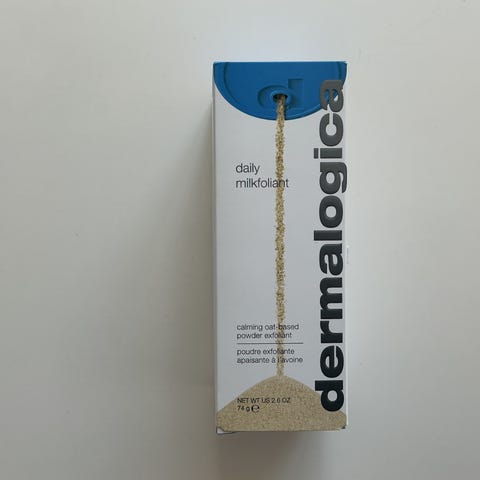 d
daily
milkfoliant
dermalogica
calming oat-based
powder exfoliant
poudre exfoliante
apaisante à l'avoine
NET WT US 2.6 OZ
74 g ℮